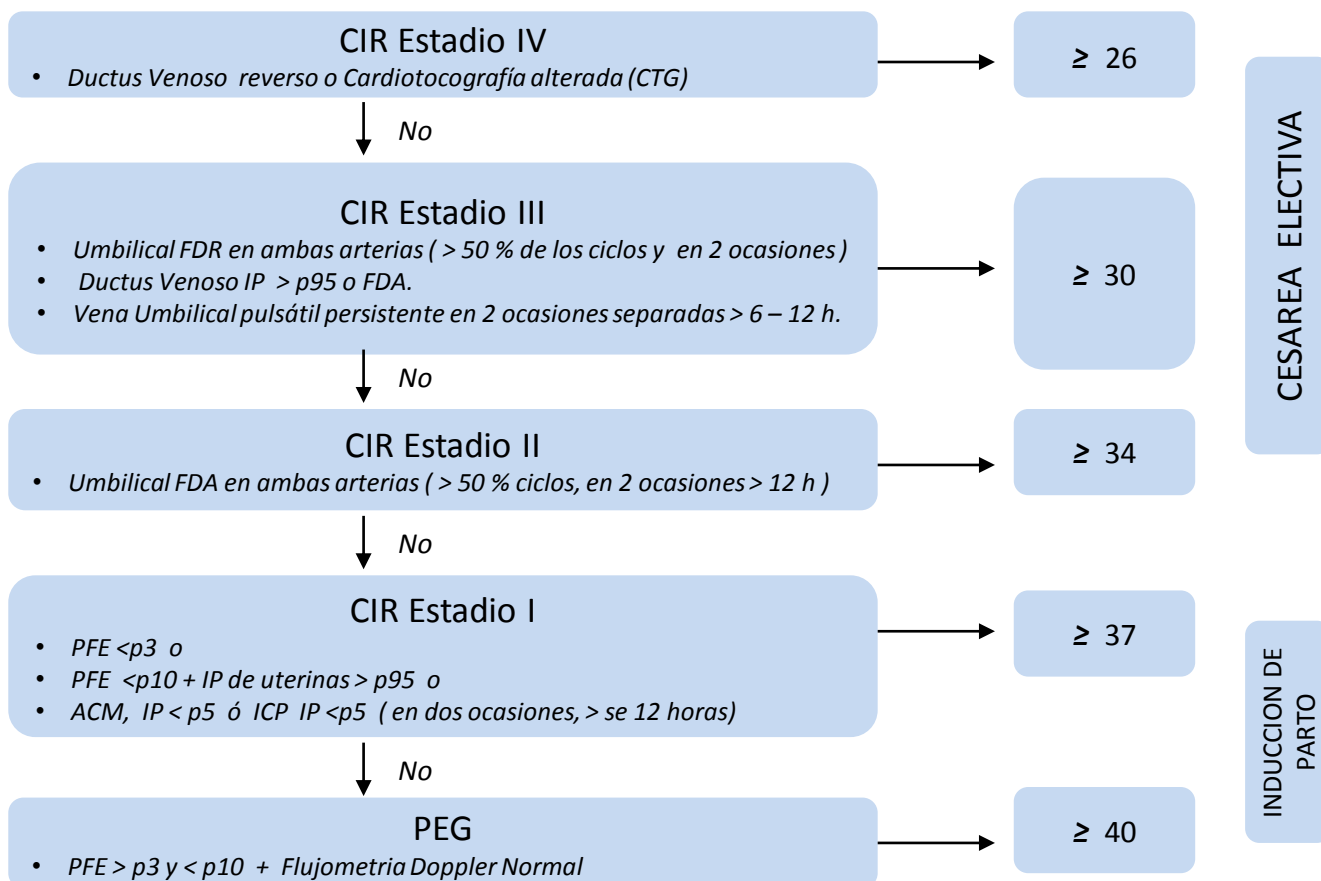 CIR Estadio IV
• Ductus Venoso reverso o Cardiotocografía alterada (CTG)
≥ 26
No
CIR Estadio III
• Umbilical FDR en ambas arterias ( > 50 % de los ciclos y en 2 ocasiones )
• Ductus Venoso IP > p95 o FDA.
• Vena Umbilical pulsátil persistente en 2 ocasiones separadas > 6 – 12 h.
≥ 30
No
CIR Estadio II
• Umbilical FDA en ambas arterias ( > 50 % ciclos, en 2 ocasiones > 12 h )
≥ 34
CESAREA ELECTIVA
No
CIR Estadio I
• PFE <p3 o
• PFE <p10 + IP de uterinas > p95 o
• ACM, IP < p5 ó ICP IP <p5 ( en dos ocasiones, > se 12 horas)
≥ 37
No
PEG
• PFE > p3 y < p10 + Flujometria Doppler Normal
≥ 40
INDUCCION DE
PARTO